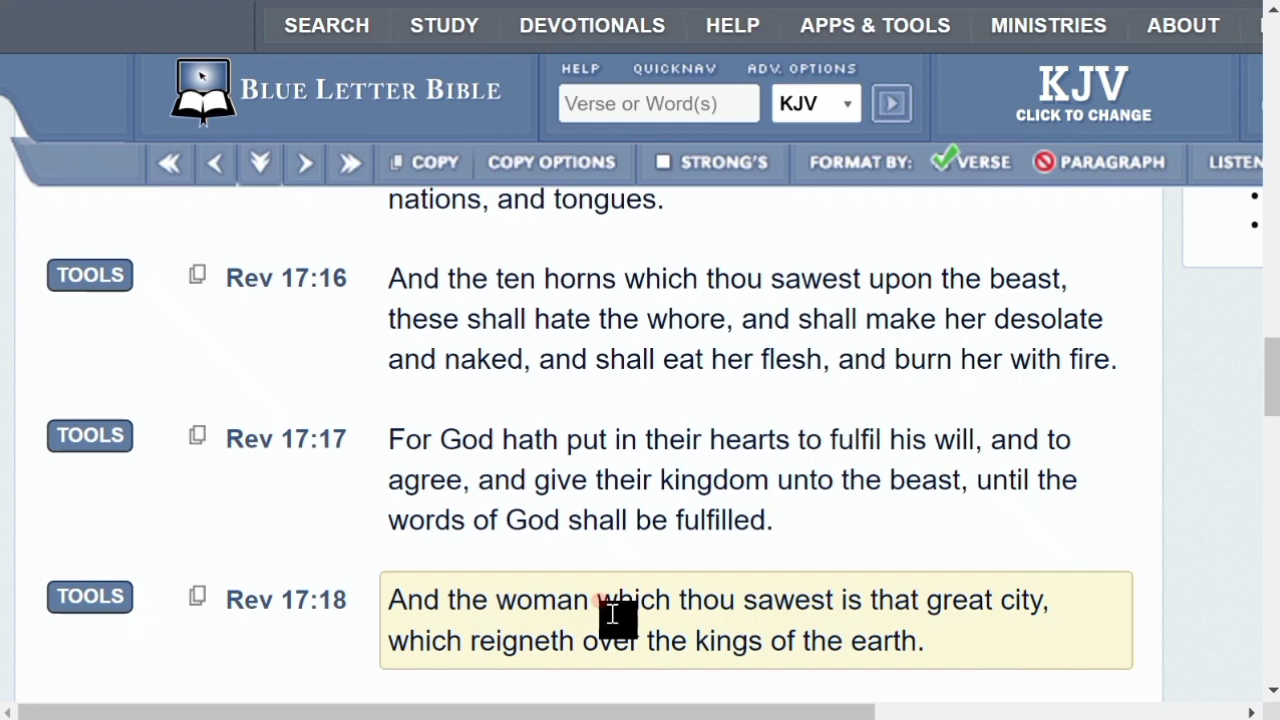 SEARCH STUDY DEVOTIONALS HELP APPS & TOOLS MINISTRIES ABOUT
BLUE LETTER BIBLE
HELP QUICKNAV ADV. OPTIONS
Verse or Word(s) KJV
KJV
CLICK TO CHANGE
COPY COPY OPTIONS STRONG'S FORMAT BY: VERSE PARAGRAPH LISTEN
nations, and tongues.
TOOLS Rev 17:16 And the ten horns which thou sawest upon the beast,
these shall hate the whore, and shall make her desolate
and naked, and shall eat her flesh, and burn her with fire.
TOOLS Rev 17:17 For God hath put in their hearts to fulfil his will, and to
agree, and give their kingdom unto the beast, until the
words of God shall be fulfilled.
TOOLS Rev 17:18 And the woman which thou sawest is that great city,
which reigneth over the kings of the earth.